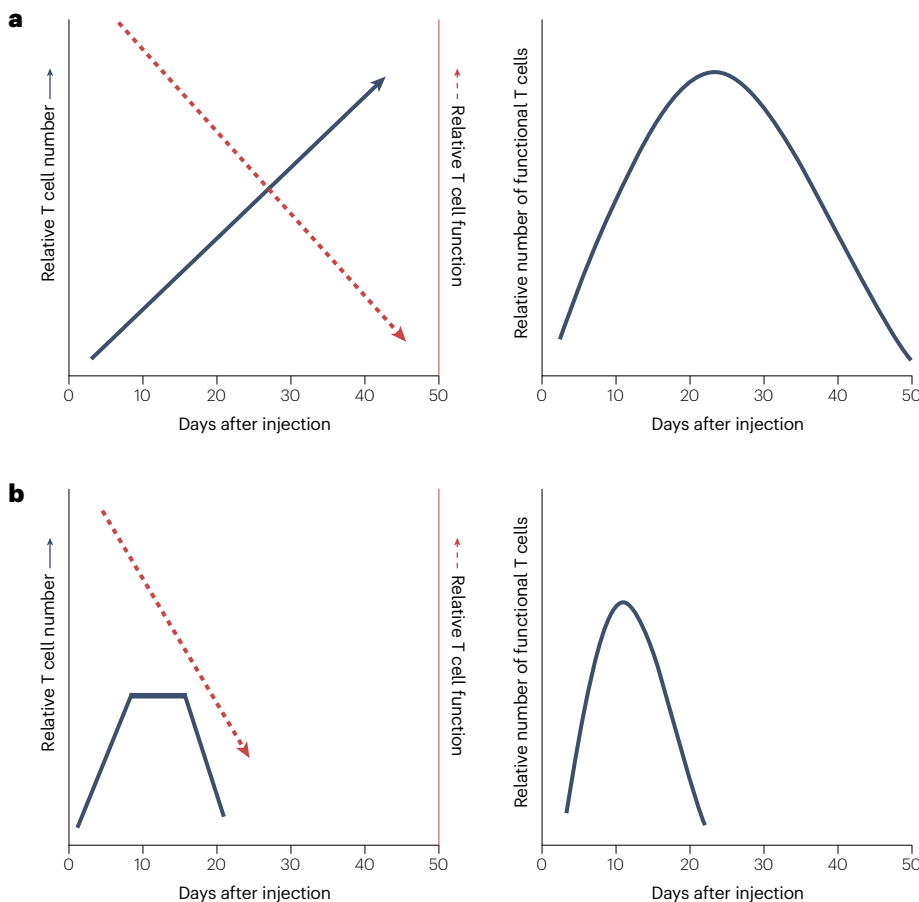 a
Relative T cell number
Relative T cell function
0 10 20 30 40 50
Days after injection
Relative number of functional T cells
0 10 20 30 40 50
Days after injection
b
Relative T cell number
Relative T cell function
0 10 20 30 40 50
Days after injection
Relative number of functional T cells
0 10 20 30 40 50
Days after injection